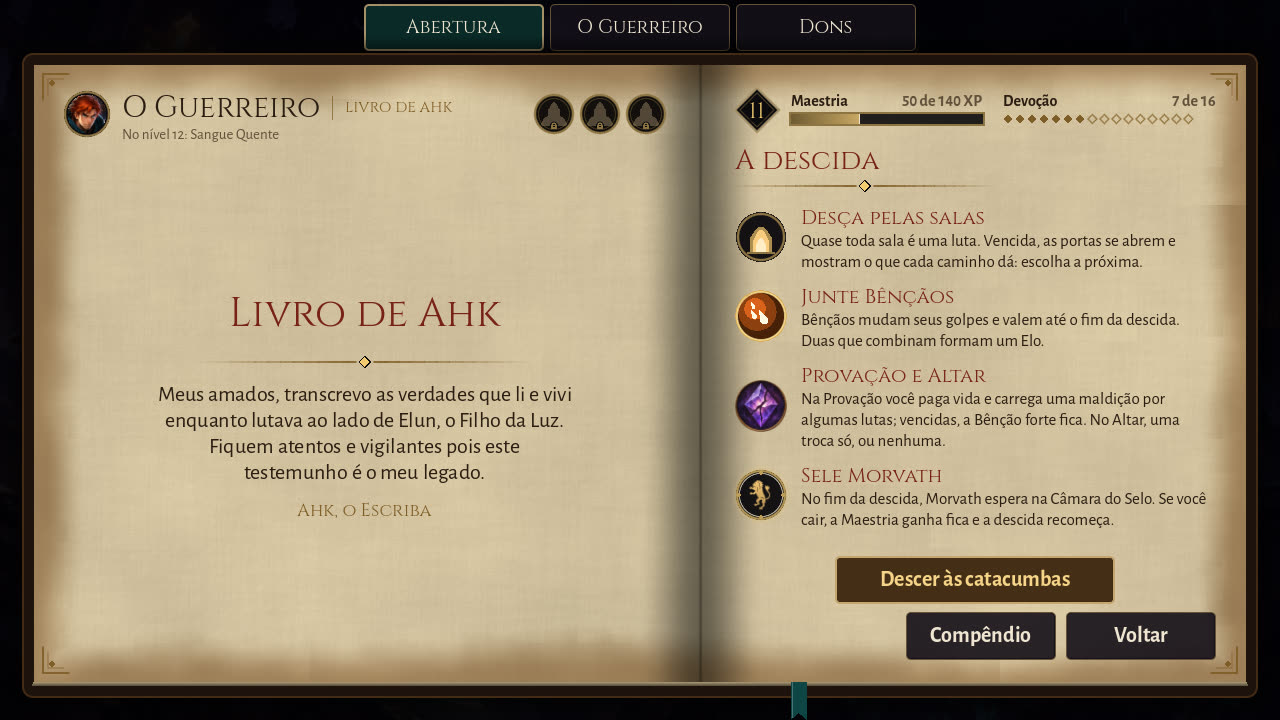 Abertura
O Guerreiro
Dons
O Guerreiro
Livro de Ahk
No nível 12: Sangue Quente
Livro de Ahk
Meus amados, transcrevo as verdades que li e vivi
enquanto lutava ao lado de Elun, o Filho da Luz.
Fiquem atentos e vigilantes pois este
testemunho é o meu legado.
Ahk, o Escriba
11
Maestria
50 de 140 XP
Devoção
7 de 16
A descida
Desça pelas salas
Quase toda sala é uma luta. Vencida, as portas se abrem e
mostram o que cada caminho dá: escolha a próxima.
Junte Bênçãos
Bênçãos mudam seus golpes e valem até o fim da descida.
Duas que combinam formam um Elo.
Provação e Altar
Na Provação você paga vida e carrega uma maldição por
algumas lutas; vencidas, a Bênção forte fica. No Altar, uma
troca só, ou nenhuma.
Sele Morvath
No fim da descida, Morvath espera na Câmara do Selo. Se você
cair, a Maestria ganha fica e a descida recomeça.
Descer às catacumbas
Compêndio
Voltar